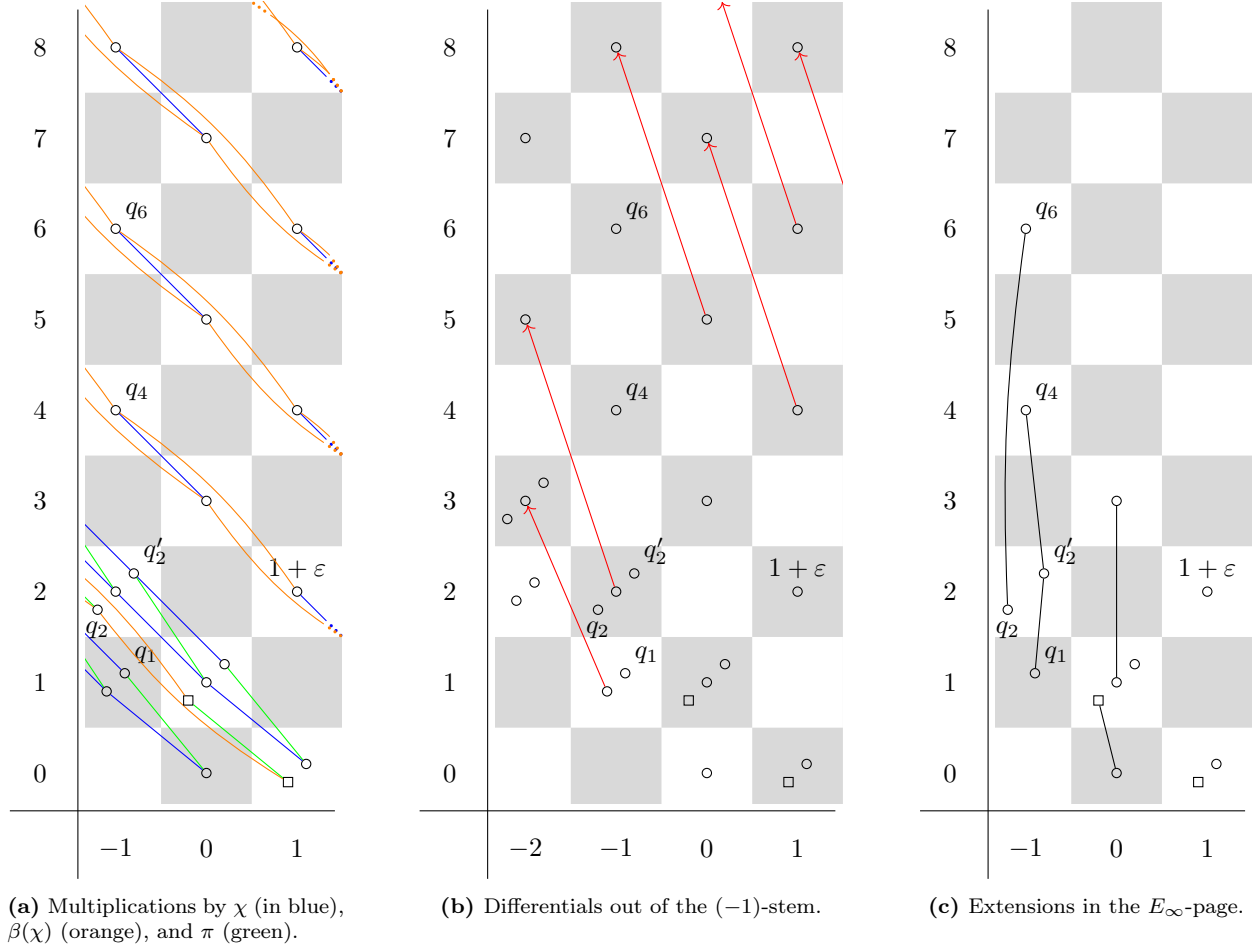 8
7
6
5
4
3
2
1
0
−1 0 1
q₆
q₄
q′₂
1 + ε
q₂
q₁
(a) Multiplications by χ (in blue),
β(χ) (orange), and π (green).
8
7
6
5
4
3
2
1
0
−2 −1 0 1
q₆
q₄
q′₂
1 + ε
q₂
q₁
(b) Differentials out of the (−1)-stem.
8
7
6
5
4
3
2
1
0
−1 0 1
q₆
q₄
q′₂
1 + ε
q₂
q₁
(c) Extensions in the E∞-page.